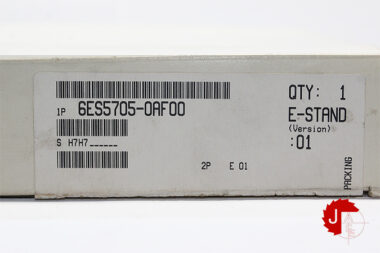 1P 6ES5705-0AF00
S H7H7______
2P E 01
QTY: 1
E-STAND
(Version)
:01
PACKING
J